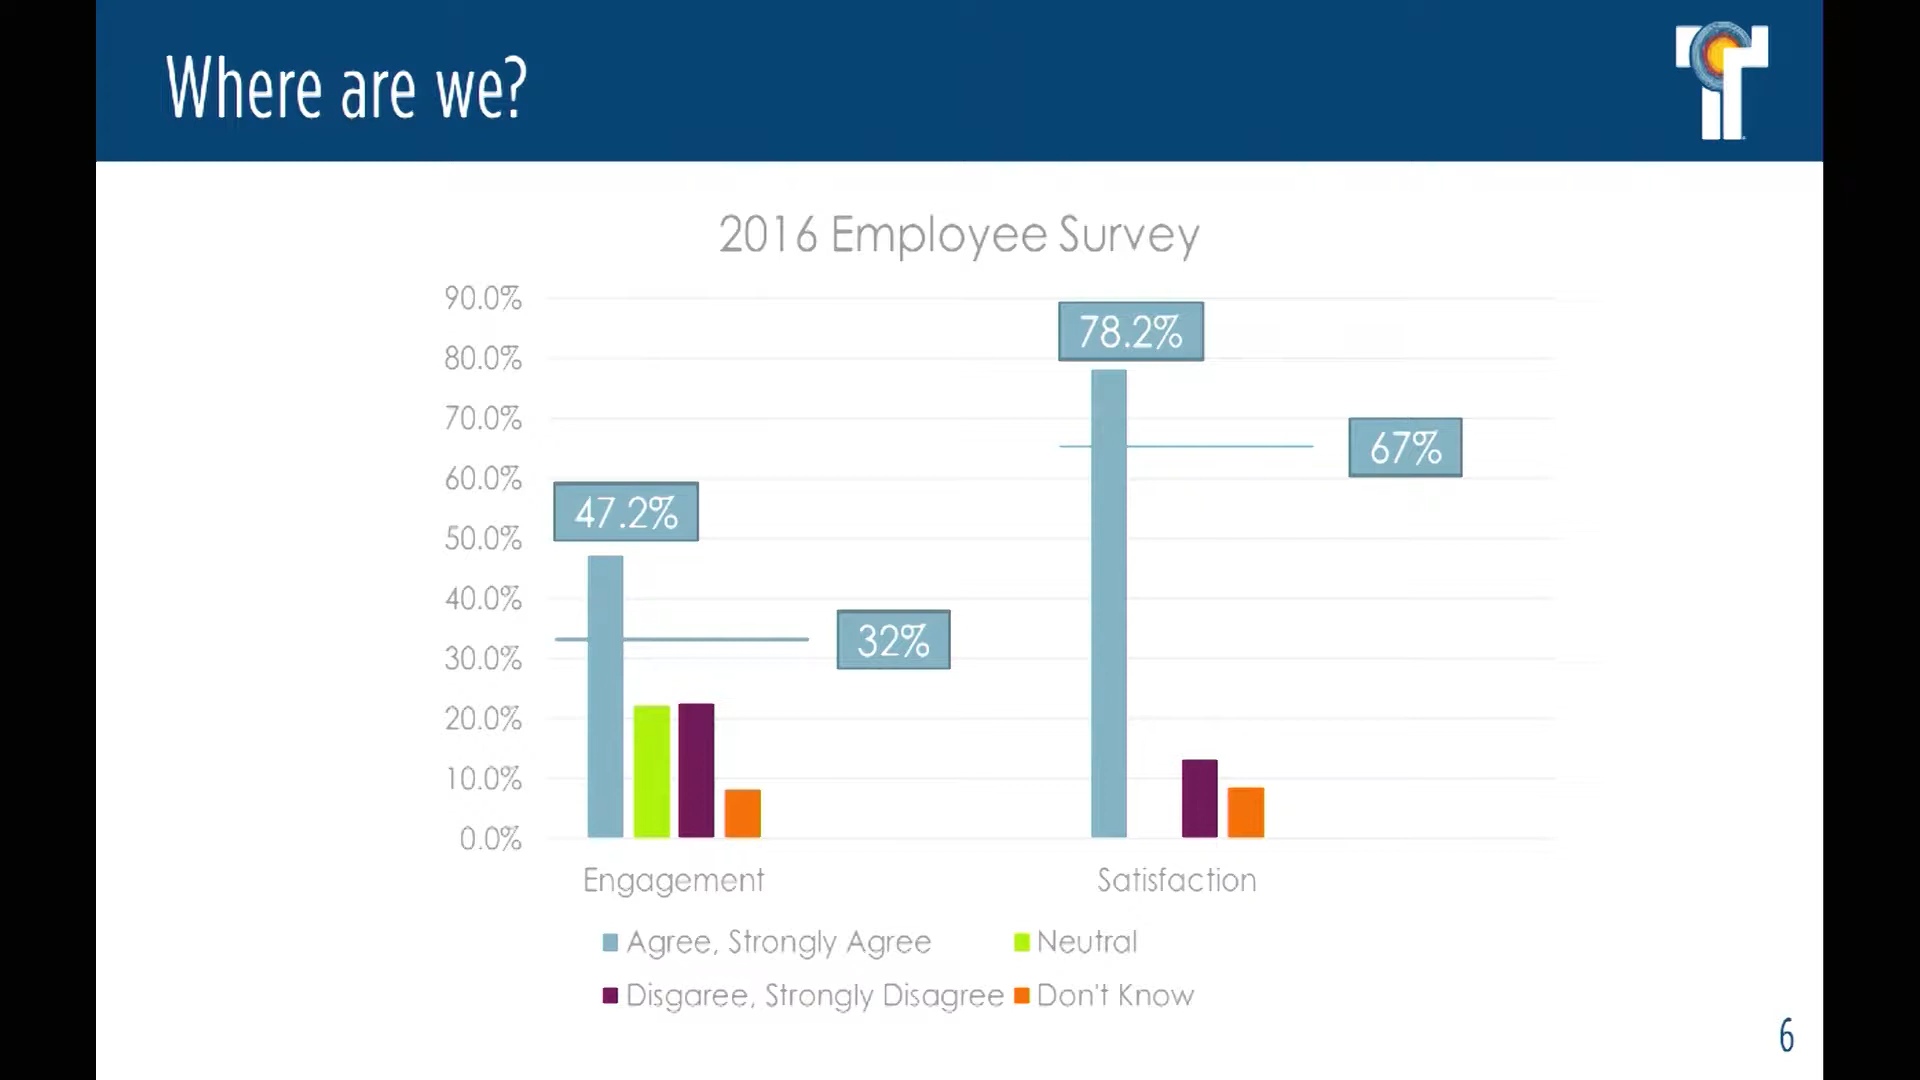 Where are we?
2016 Employee Survey
90.0%
80.0%
70.0%
60.0%
50.0%
40.0%
30.0%
20.0%
10.0%
0.0%
78.2%
67%
47.2%
32%
Engagement
Satisfaction
Agree, Strongly Agree
Neutral
Disgaree, Strongly Disagree
Don't Know
6